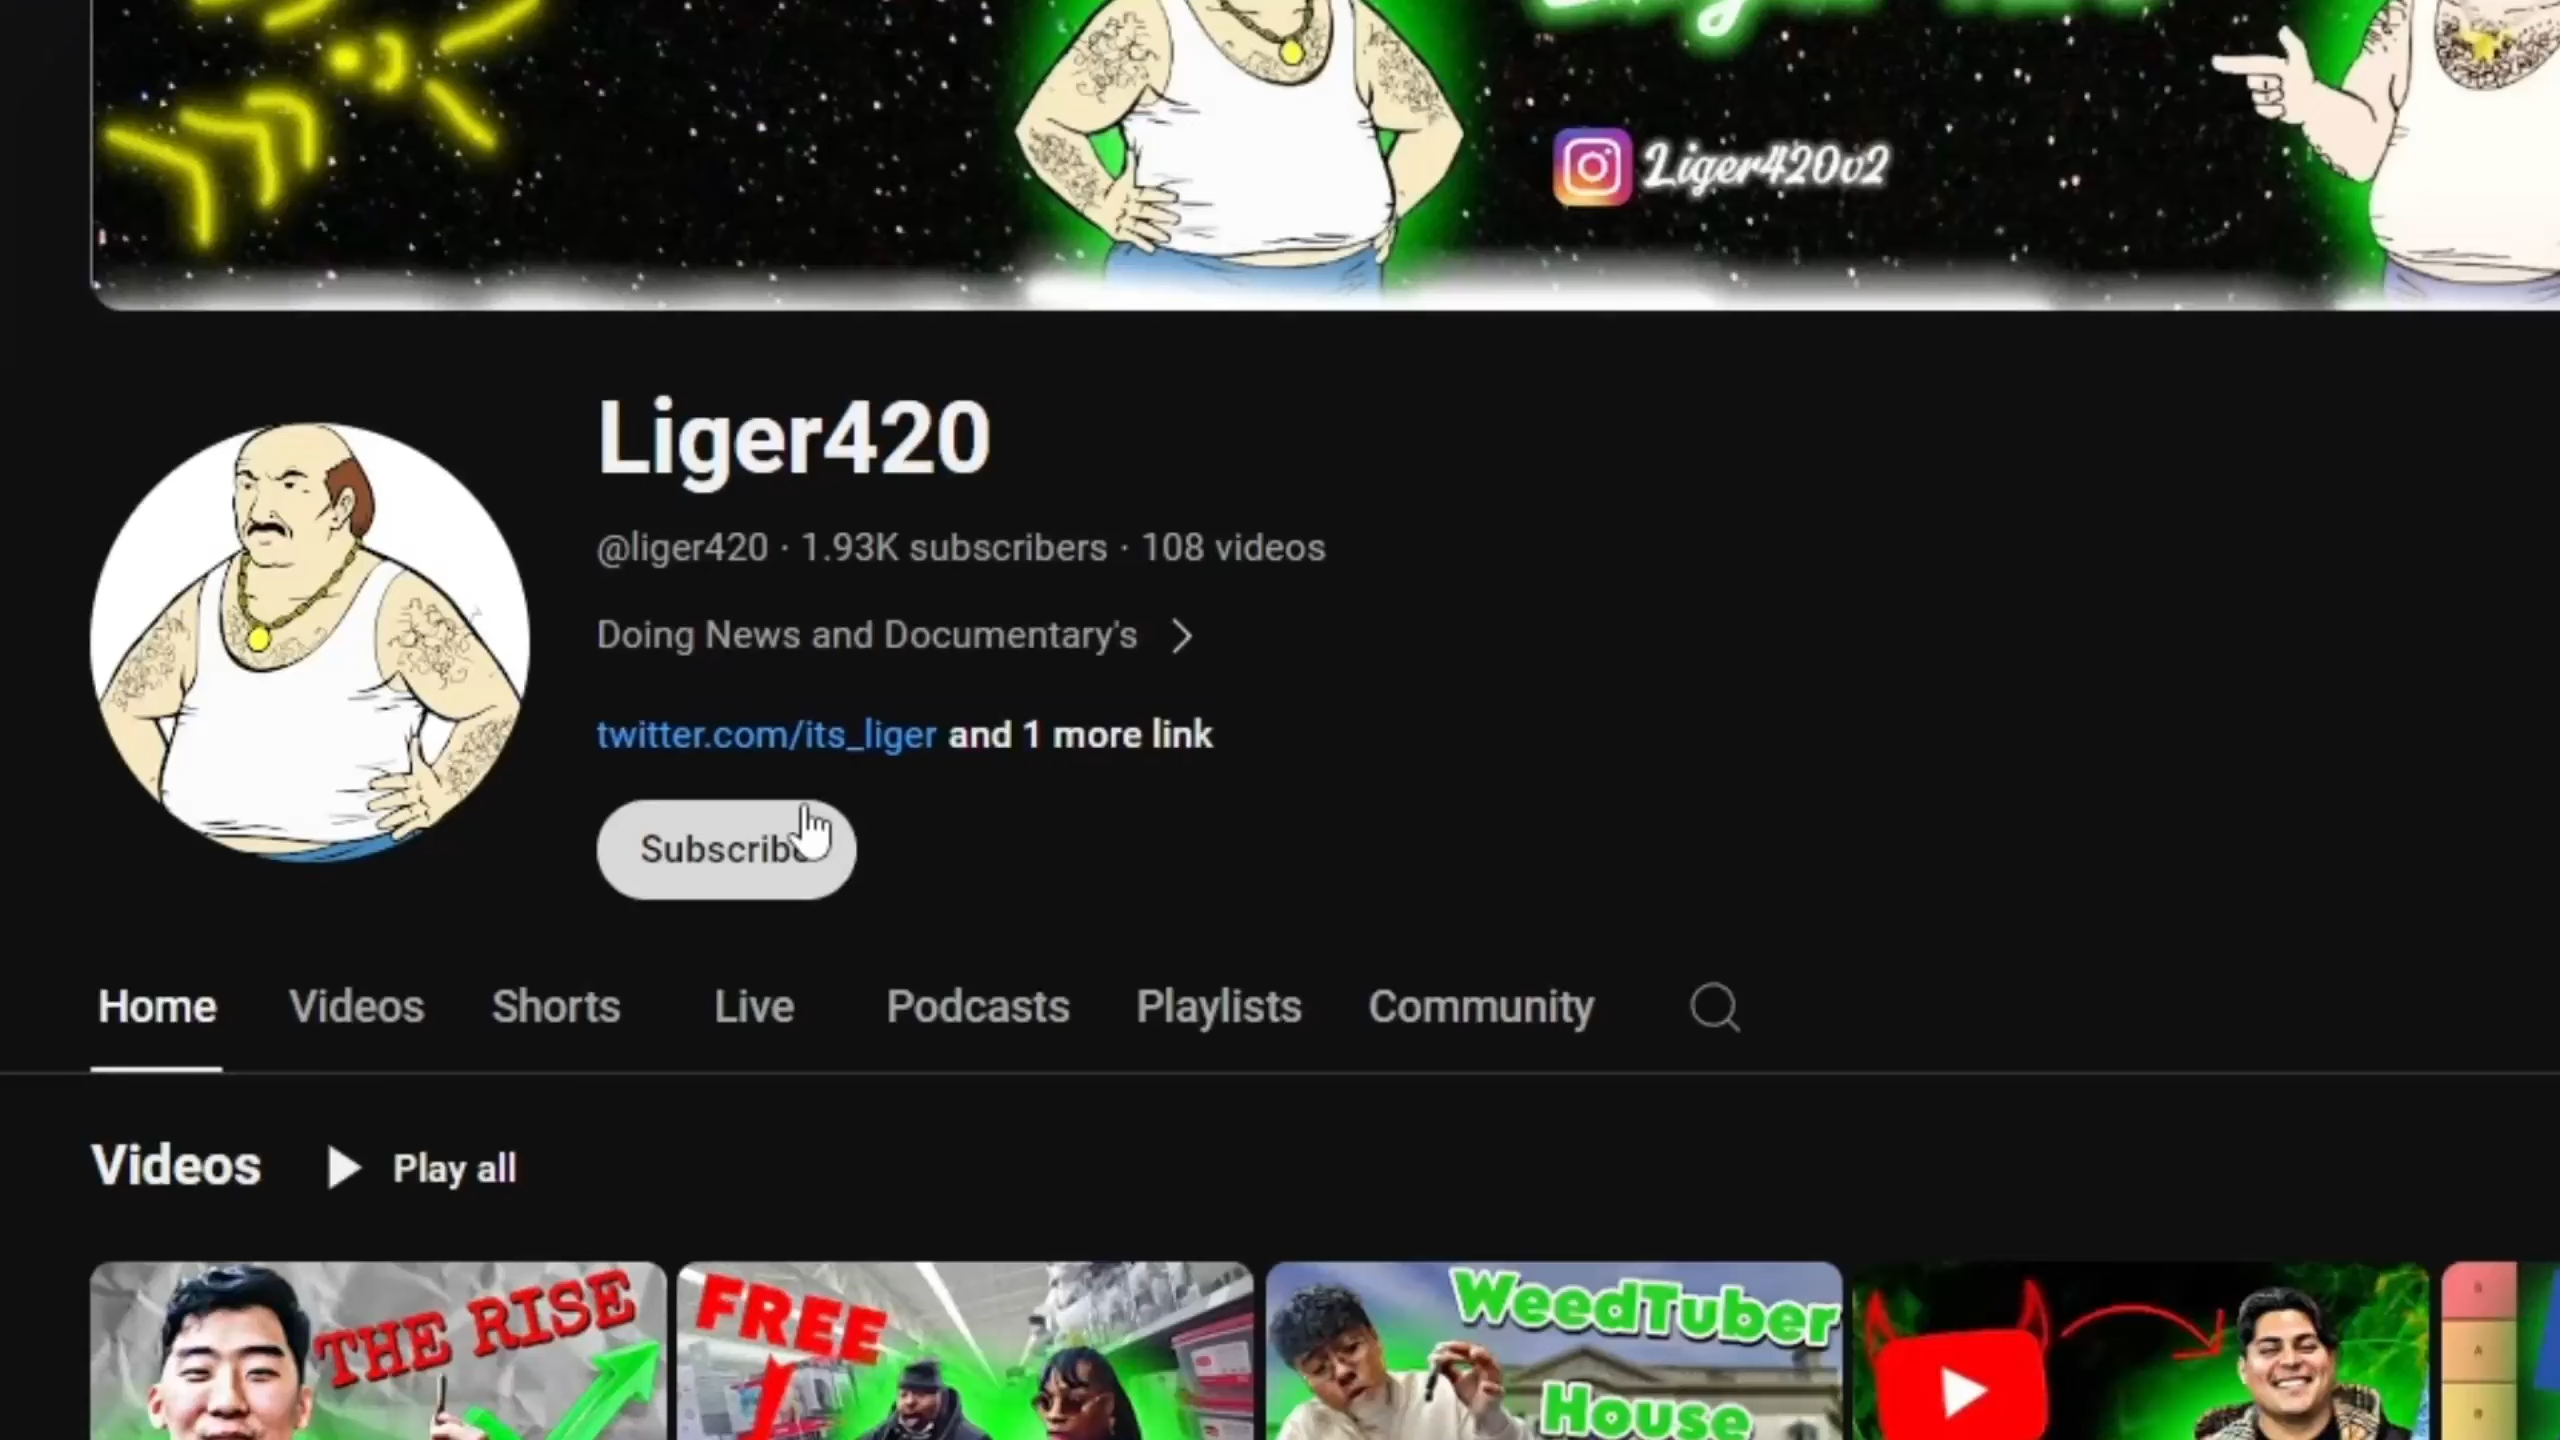 Liger420v2
Liger420
@liger420 · 1.93K subscribers · 108 videos
Doing News and Documentary's
twitter.com/its_liger and 1 more link
Subscribe
Home Videos Shorts Live Podcasts Playlists Community
Videos Play all
THE RISE
FREE
WeedTuber
House